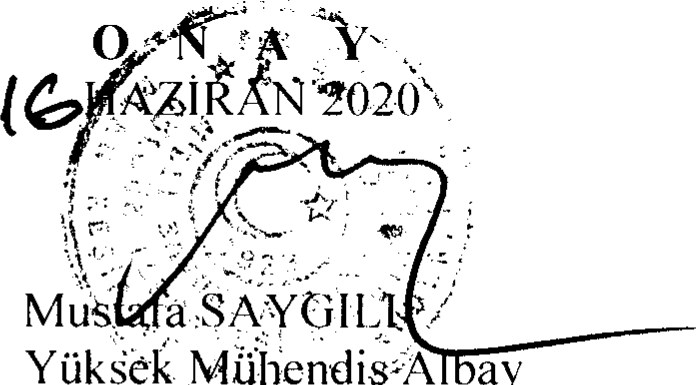 O N A Y
16 HAZİRAN 2020
Mustafa SAYGILI
Yüksek Mühendis Albay